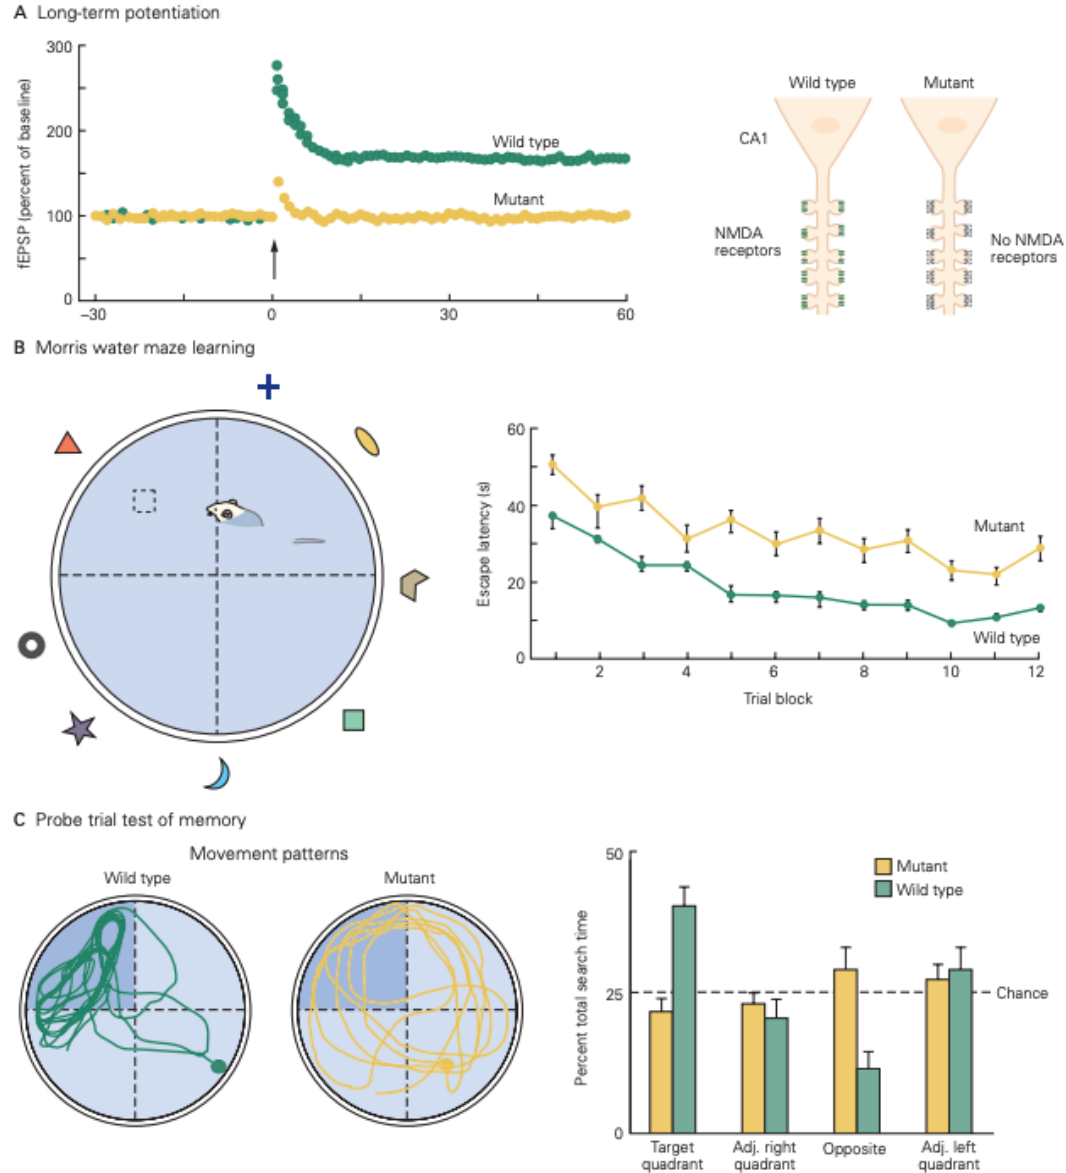 A Long-term potentiation
300
200
100
0
fEPSP (percent of baseline)
Wild type
Mutant
–30
0
30
60
Wild type
Mutant
CA1
NMDA
receptors
No NMDA
receptors
B Morris water maze learning
60
40
20
0
Escape latency (s)
Mutant
Wild type
2
4
6
8
10
12
Trial block
C Probe trial test of memory
Movement patterns
Wild type
Mutant
50
25
0
Percent total search time
Mutant
Wild type
Chance
Target
quadrant
Adj. right
quadrant
Opposite
Adj. left
quadrant